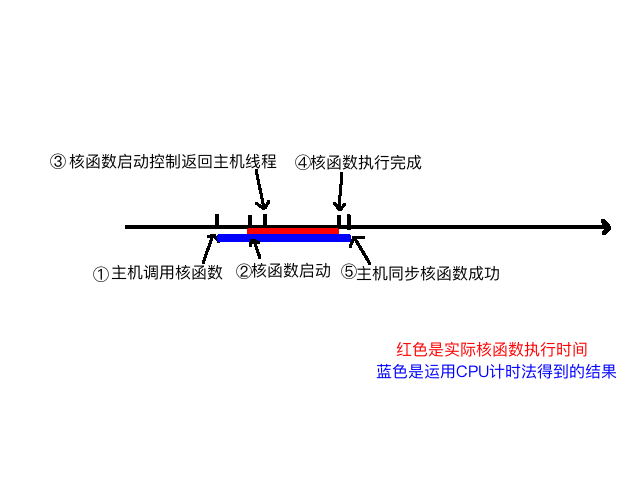 ③ 核函数启动控制返回主机线程
④核函数执行完成
① 主机调用核函数
②核函数启动
⑤主机同步核函数成功
红色是实际核函数执行时间
蓝色是运用CPU计时法得到的结果